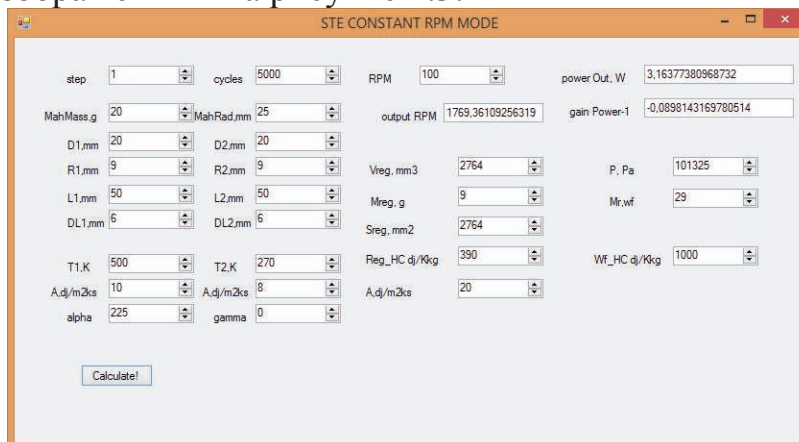 STE CONSTANT RPM MODE
step 1 cycles 5000 RPM 100 power Out, W 3,16377380968732
MahMass,g 20 MahRad,mm 25 output RPM 1769,36109256319 gain Power-1 -0,0898143169780514
D1,mm 20 D2,mm 20
R1,mm 9 R2,mm 9 Vreg, mm3 2764 P, Pa 101325
L1,mm 50 L2,mm 50 Mreg, g 9 Mr,wf 29
DL1,mm 6 DL2,mm 6 Sreg, mm2 2764
T1,K 500 T2,K 270 Reg_HC dj/Kkg 390 Wf_HC dj/Kkg 1000
A,dj/m2ks 10 A,dj/m2ks 8 A,dj/m2ks 20
alpha 225 gamma 0
Calculate!